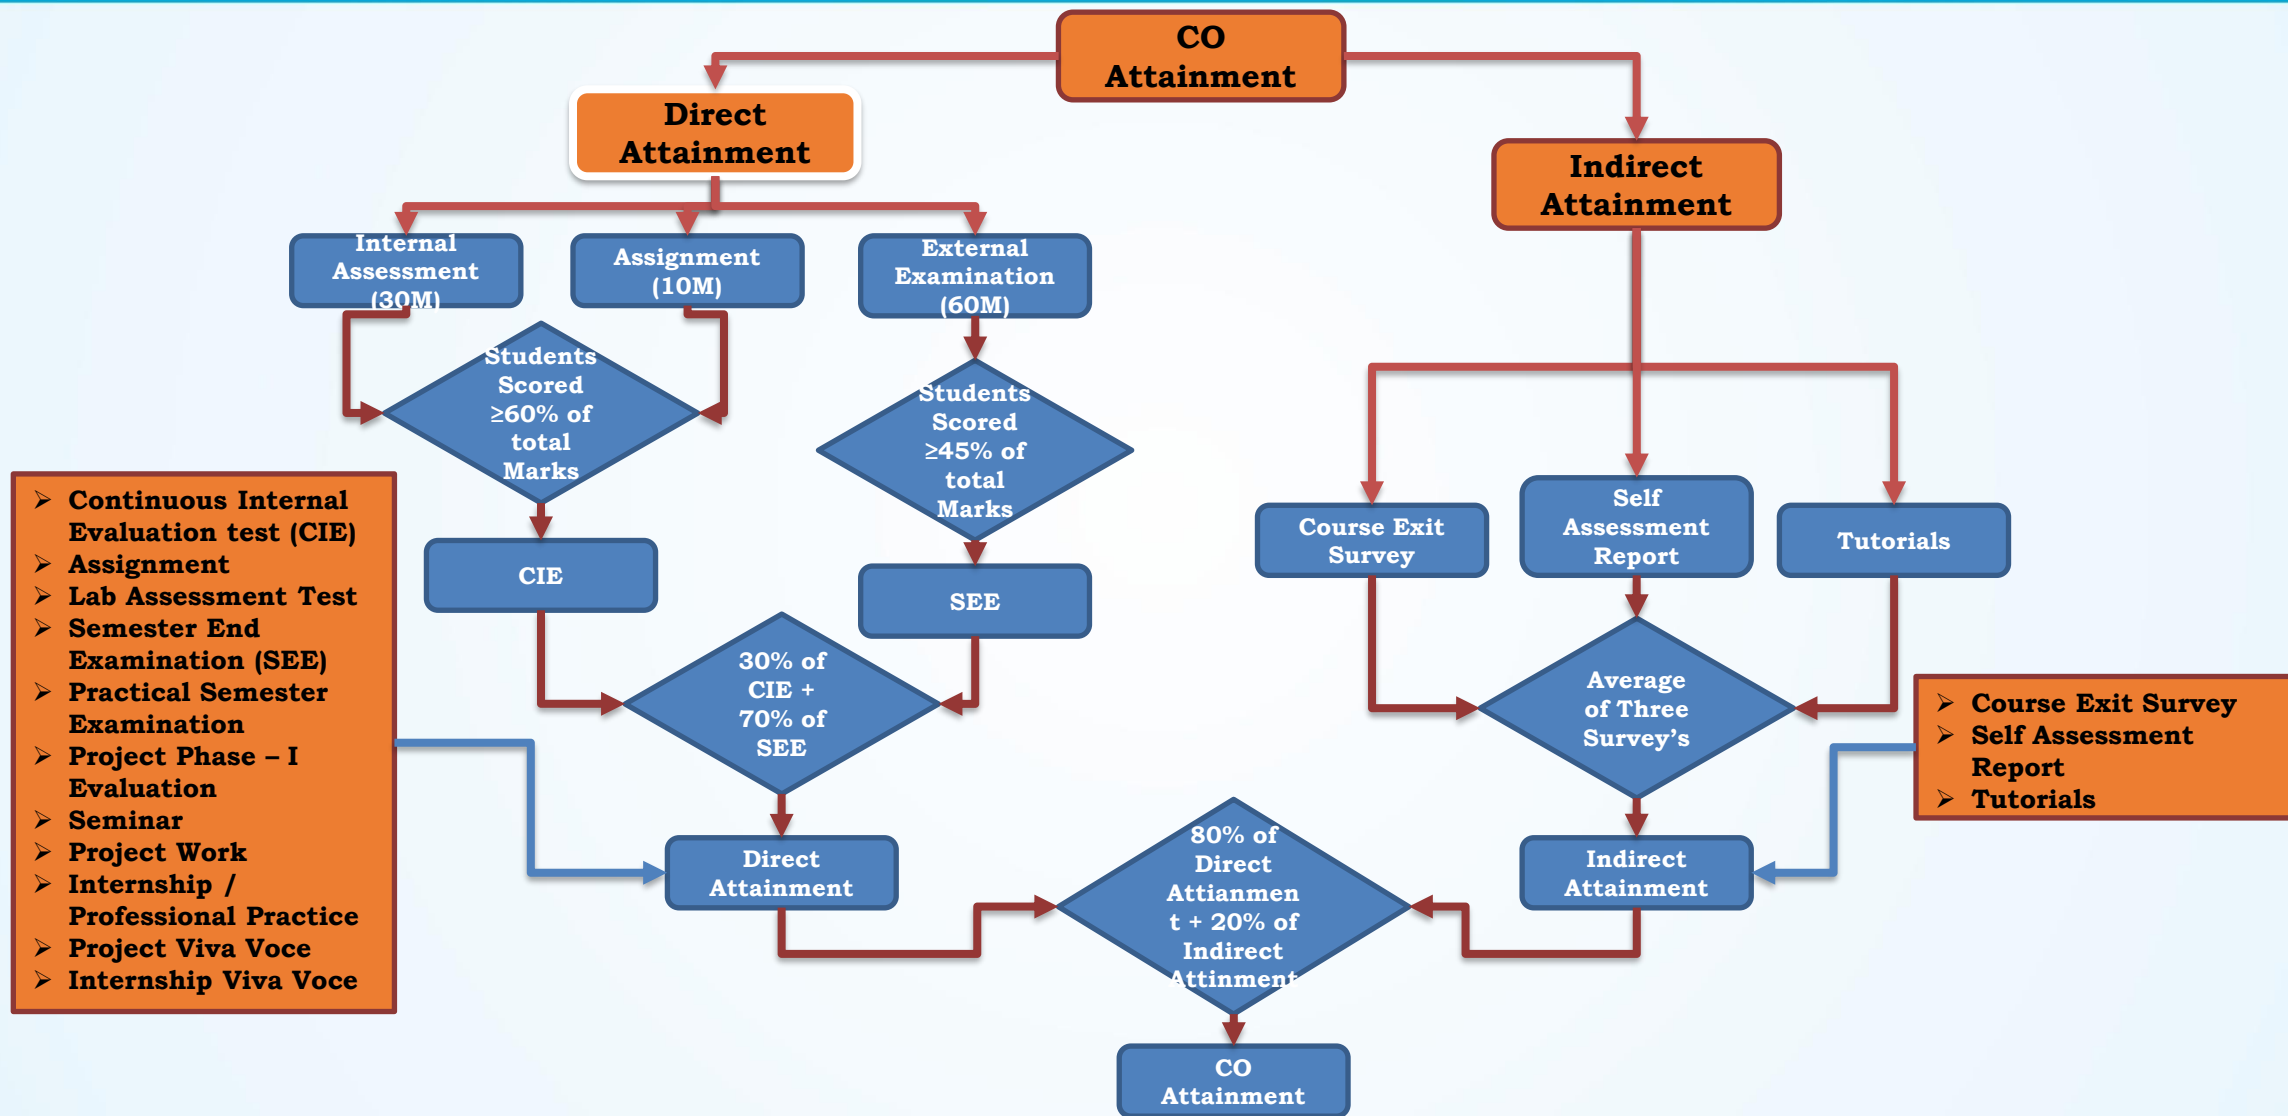 CO
Attainment
Direct
Attainment
Indirect
Attainment
Internal
Assessment
(30M)
Assignment
(10M)
External
Examination
(60M)
Students
Scored
≥60% of
total
Marks
Students
Scored
≥45% of
total
Marks
➢ Continuous Internal
Evaluation test (CIE)
➢ Assignment
➢ Lab Assessment Test
➢ Semester End
Examination (SEE)
➢ Practical Semester
Examination
➢ Project Phase – I
Evaluation
➢ Seminar
➢ Project Work
➢ Internship /
Professional Practice
➢ Project Viva Voce
➢ Internship Viva Voce
CIE
SEE
Course Exit
Survey
Self
Assessment
Report
Tutorials
30% of
CIE +
70% of
SEE
Average
of Three
Survey’s
➢ Course Exit Survey
➢ Self Assessment
Report
➢ Tutorials
Direct
Attainment
80% of
Direct
Attianmen
t + 20% of
Indirect
Attinment
Indirect
Attainment
CO
Attainment